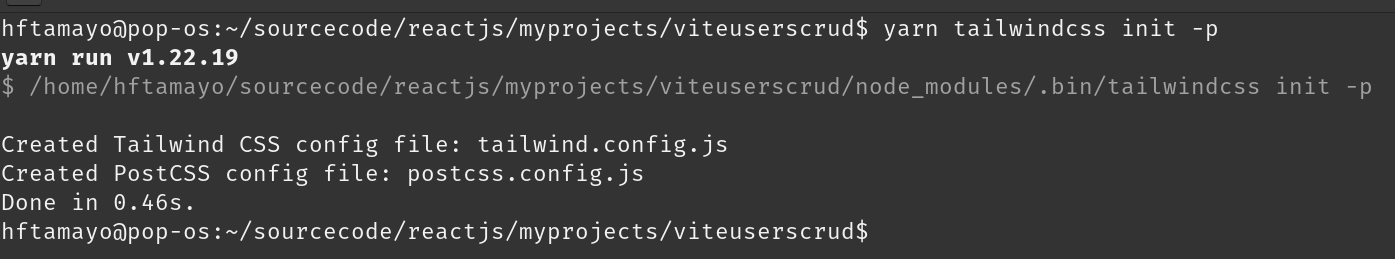 hftamayo@pop-os:~/sourcecode/reactjs/myprojects/viteuserscrud$ yarn tailwindcss init -p
yarn run v1.22.19
$ /home/hftamayo/sourcecode/reactjs/myprojects/viteuserscrud/node_modules/.bin/tailwindcss init -p
Created Tailwind CSS config file: tailwind.config.js
Created PostCSS config file: postcss.config.js
Done in 0.46s.
hftamayo@pop-os:~/sourcecode/reactjs/myprojects/viteuserscrud$